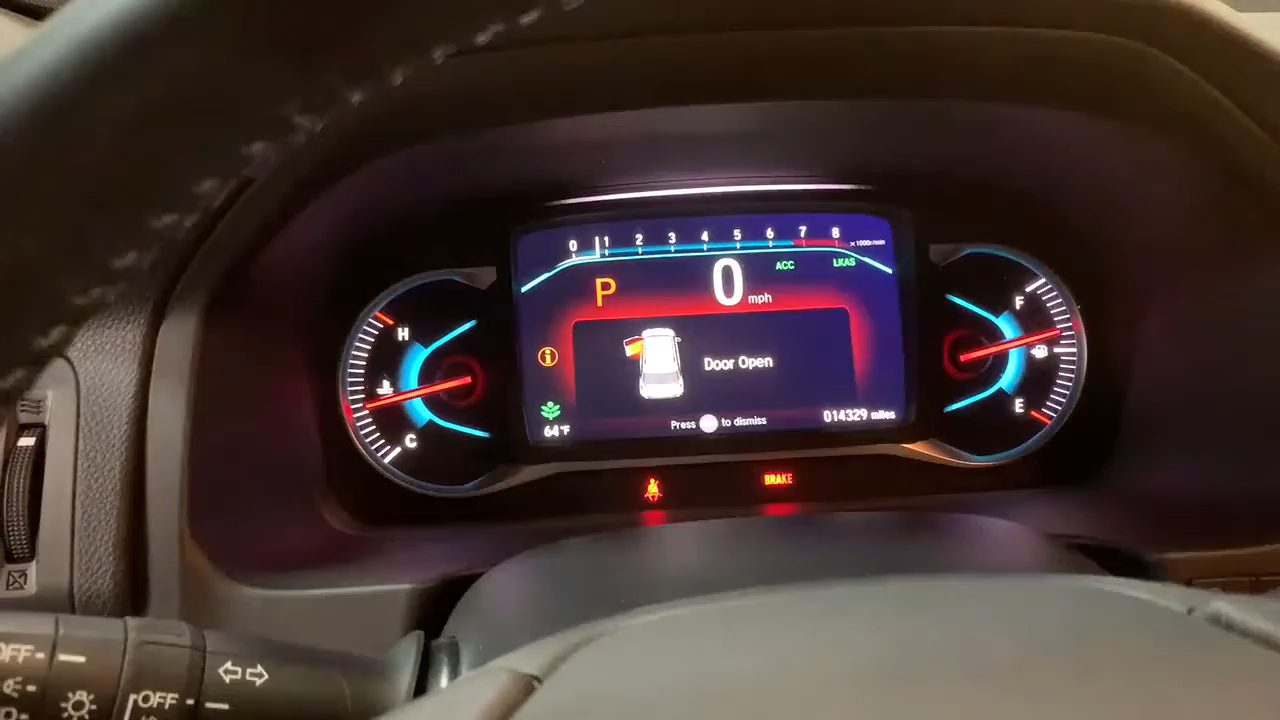 0 1 2 3 4 5 6 7 8 ×1000r/min
P 0 mph ACC LKAS
H
C
Door Open
64°F
Press to dismiss
014329 miles
F
E
BRAKE
OFF
OFF